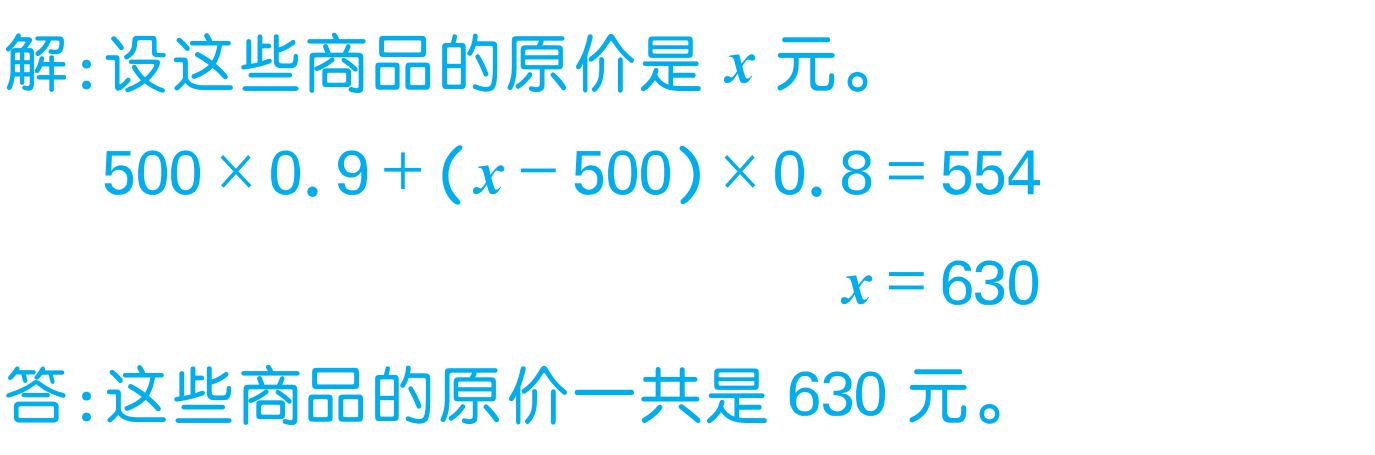 解:设这些商品的原价是 x 元。
500×0.9+(x-500)×0.8=554
x=630
答:这些商品的原价一共是 630 元。